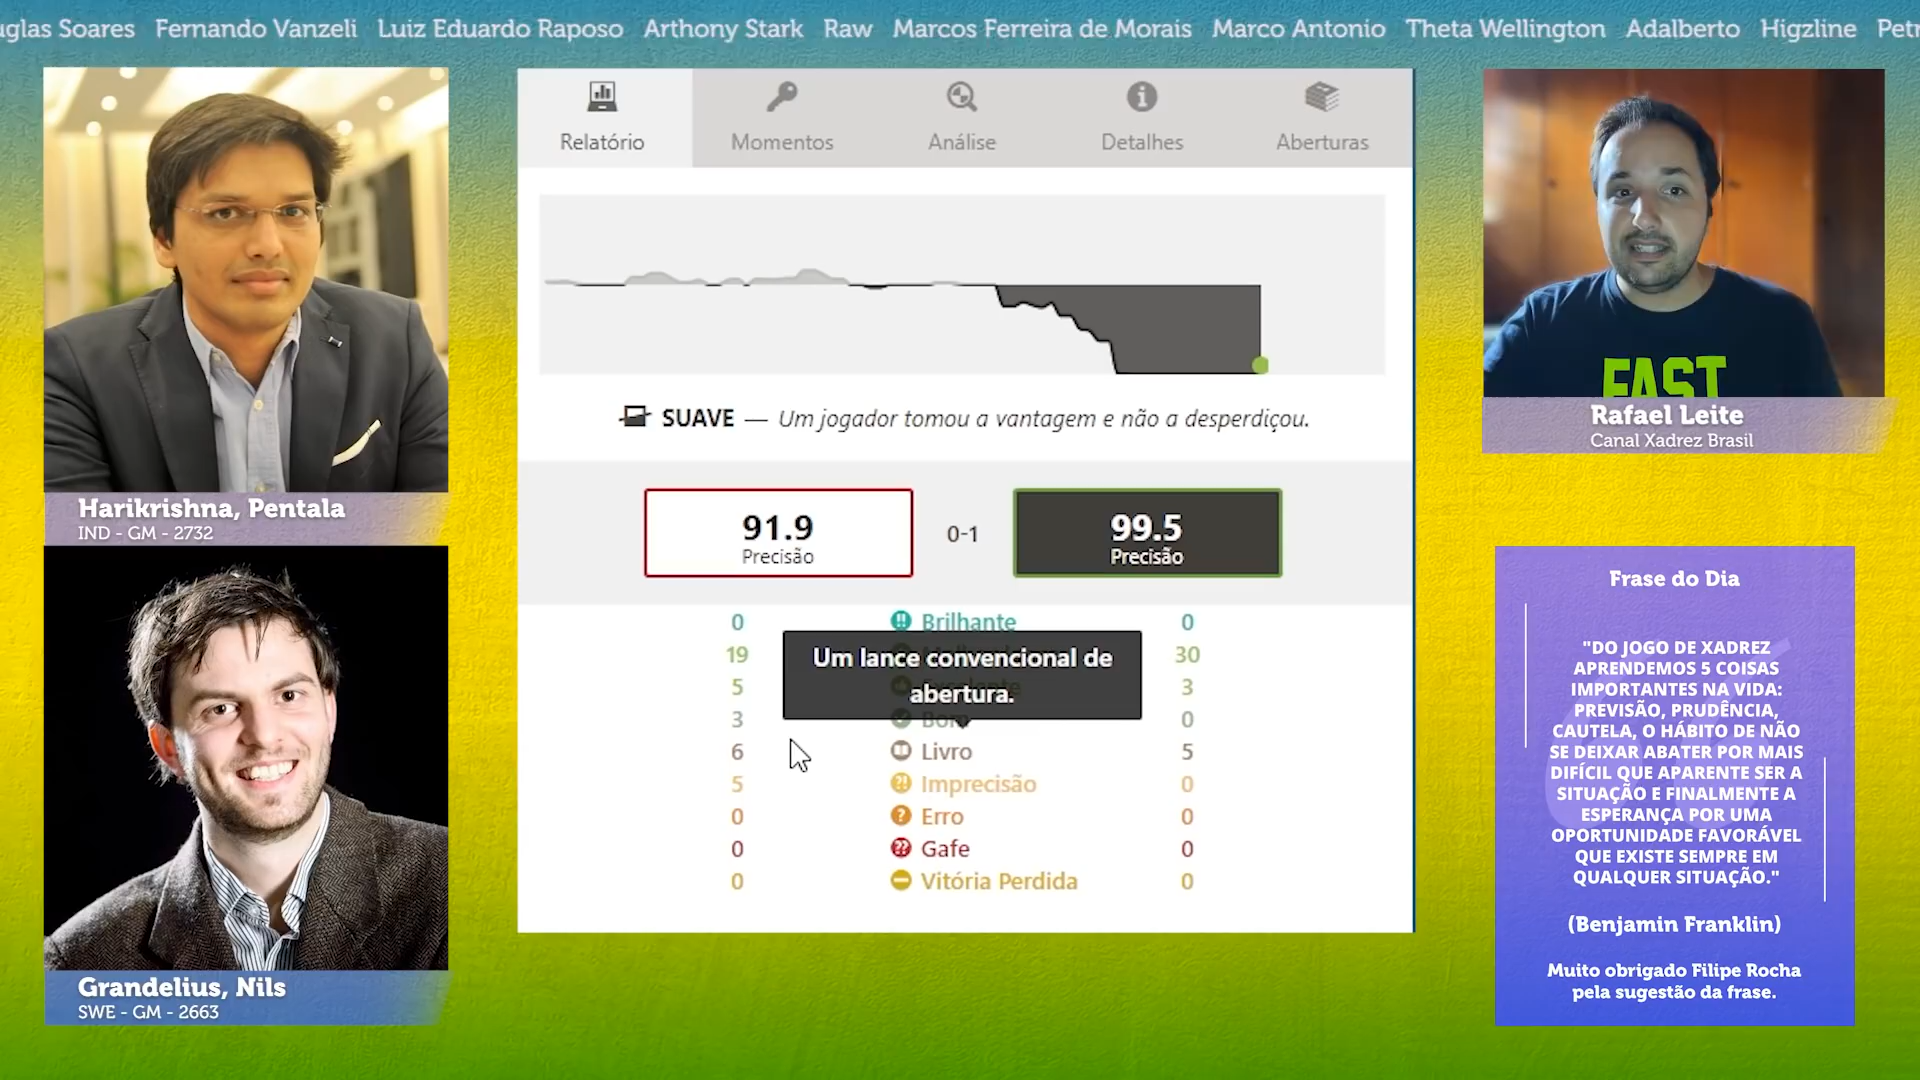 Soares Fernando Vanzeli Luiz Eduardo Raposo Arthony Stark Raw Marcos Ferreira de Morais Marco Antonio Theta Wellington Adalberto Higzline
Harikrishna, Pentala
IND - GM - 2732
Grandelius, Nils
SWE - GM - 2663
Relatório Momentos Análise Detalhes Aberturas
SUAVE — Um jogador tomou a vantagem e não a desperdiçou.
91.9 0-1 99.5
Precisão Precisão
0 Brilhante 0
19 30
5 3
3 0
Um lance convencional de
abertura.
6 Livro 5
5 Imprecisão 0
0 Erro 0
0 Gafe 0
0 Vitória Perdida 0
FAST
Rafael Leite
Canal Xadrez Brasil
Frase do Dia
"DO JOGO DE XADREZ
APRENDEMOS 5 COISAS
IMPORTANTES NA VIDA:
PREVISÃO, PRUDÊNCIA,
CAUTELA, O HÁBITO DE NÃO
SE DEIXAR ABATER POR MAIS
DIFÍCIL QUE APARENTE SER A
SITUAÇÃO E FINALMENTE A
ESPERANÇA POR UMA
OPORTUNIDADE FAVORÁVEL
QUE EXISTE SEMPRE EM
QUALQUER SITUAÇÃO."
(Benjamin Franklin)
Muito obrigado Filipe Rocha
pela sugestão da frase.